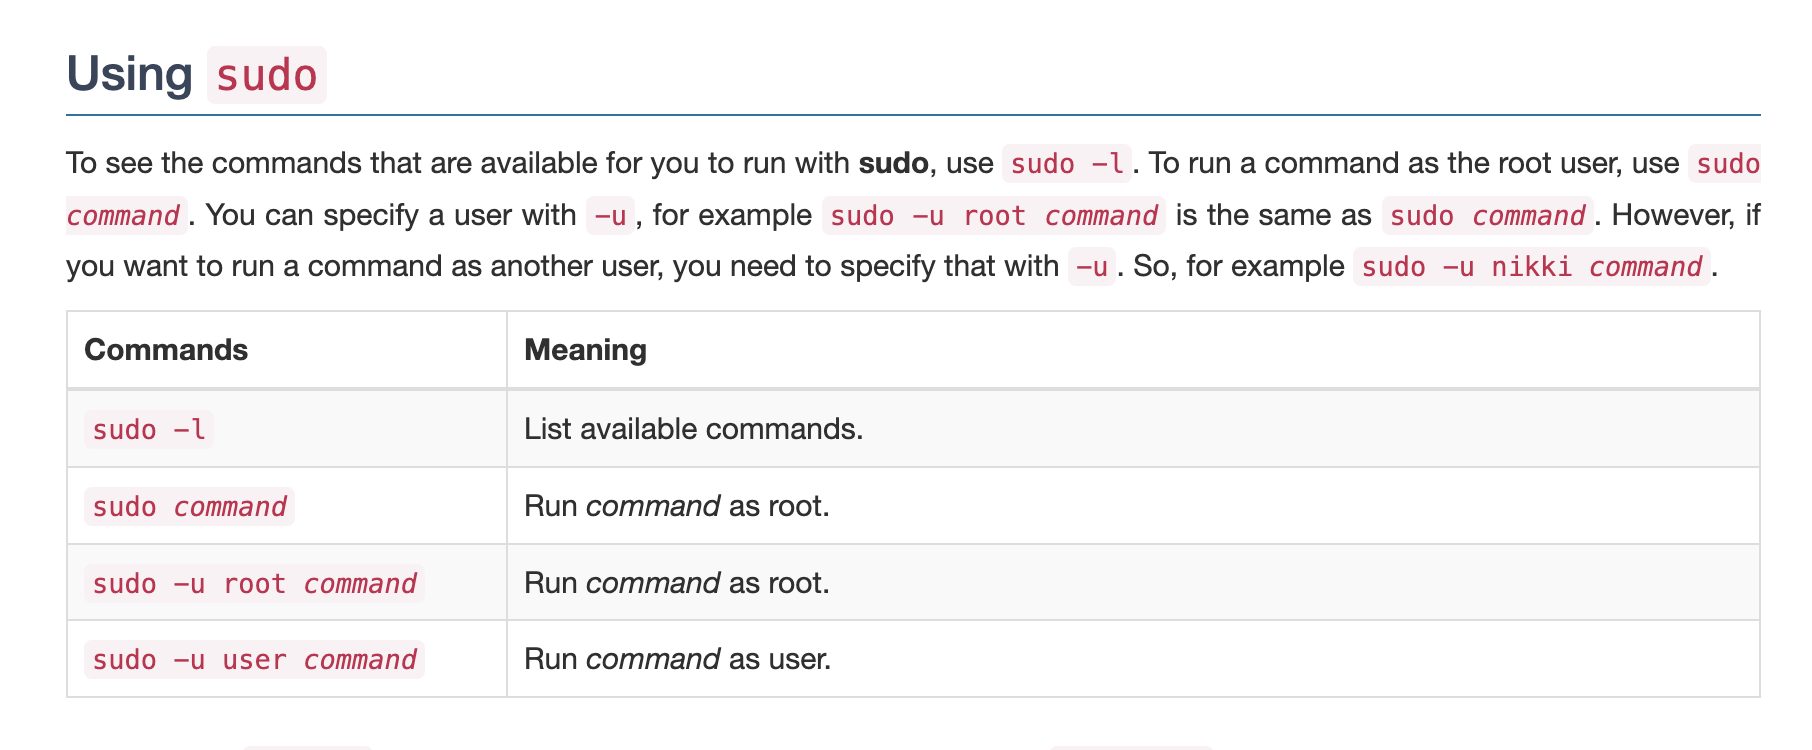 Using sudo
To see the commands that are available for you to run with sudo, use sudo -l. To run a command as the root user, use sudo
command. You can specify a user with -u, for example sudo -u root command is the same as sudo command. However, if
you want to run a command as another user, you need to specify that with -u. So, for example sudo -u nikki command.
Commands Meaning
sudo -l List available commands.
sudo command Run command as root.
sudo -u root command Run command as root.
sudo -u user command Run command as user.